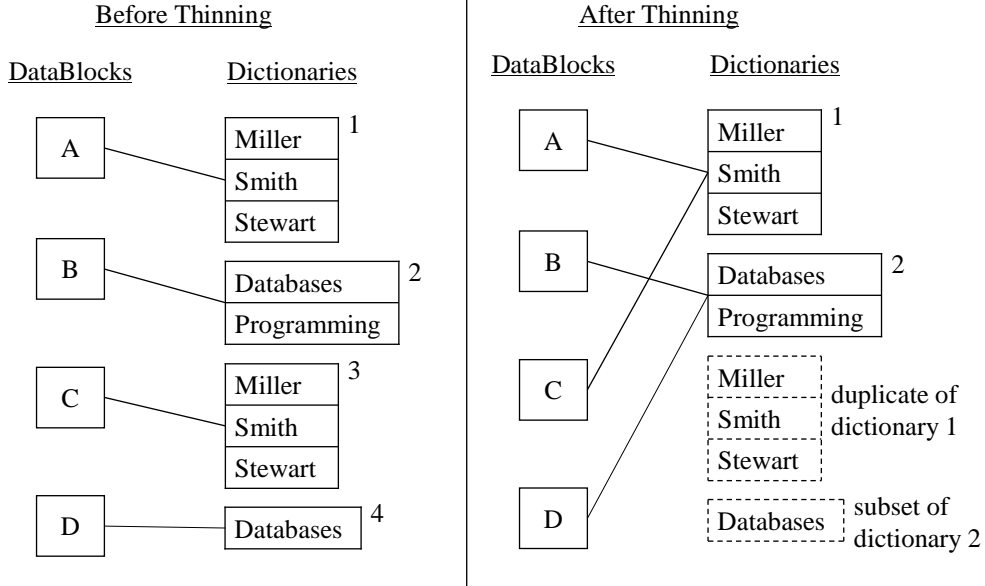 Before Thinning
DataBlocks Dictionaries
A
Miller
Smith
Stewart
1
B
Databases
Programming
2
C
Miller
Smith
Stewart
3
D
Databases
4
After Thinning
DataBlocks Dictionaries
A
Miller
Smith
Stewart
1
B
Databases
Programming
2
C
Miller
Smith
Stewart
duplicate of
dictionary 1
D
Databases
subset of
dictionary 2